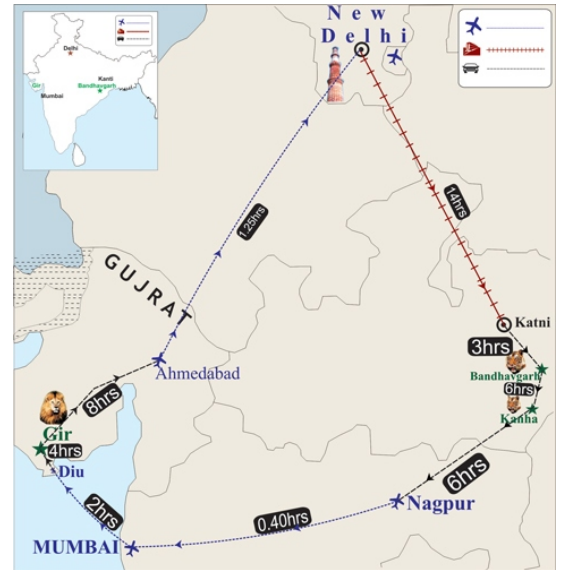 New
Delhi
Delhi
Kanti
Gir
Bandhavgarh
Mumbai
1.25hrs
14hrs
GUJRAT
Katni
3hrs
Ahmedabad
Bandhavgarh
8hrs
6hrs
Kanha
Gir
4hrs
Diu
6hrs
Nagpur
2hrs
0.40hrs
MUMBAI